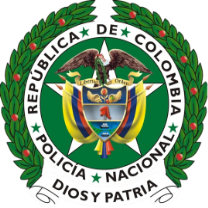 REPÚBLICA DE COLOMBIA
POLICÍA NACIONAL
DIOS Y PATRIA